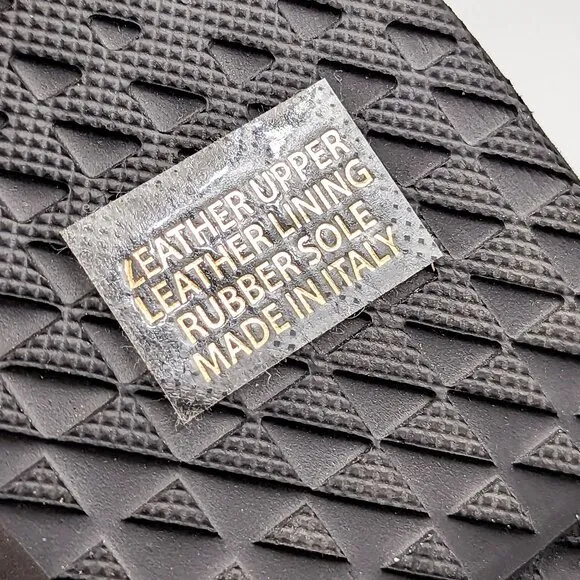 LEATHER UPPER
LEATHER LINING
RUBBER SOLE
MADE IN ITALY